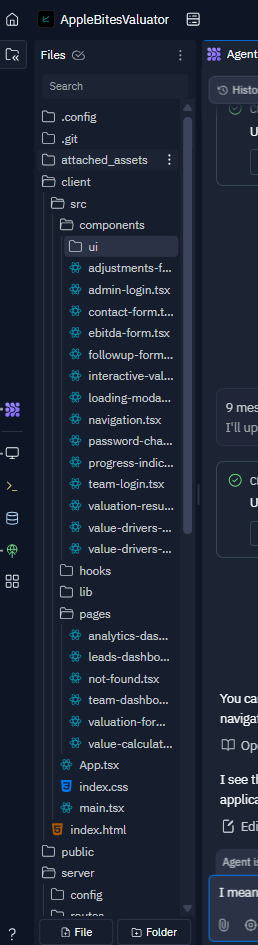 AppleBitesValuator
Files
Agent
Search
Histo
.config
.git
attached_assets
client
src
components
ui
adjustments-f...
admin-login.tsx
contact-form.t...
ebitda-form.tsx
followup-form...
interactive-val...
loading-moda...
navigation.tsx
password-cha...
progress-indic...
team-login.tsx
valuation-resu...
value-drivers-...
value-drivers-...
hooks
lib
pages
analytics-das...
leads-dashbo...
not-found.tsx
team-dashbo...
valuation-for...
value-calculat...
App.tsx
index.css
main.tsx
index.html
public
server
config
routes
File
Folder
9 mes
I'll up
You ca
naviga
Ope
I see th
applica
Edi
Agent is
I mean